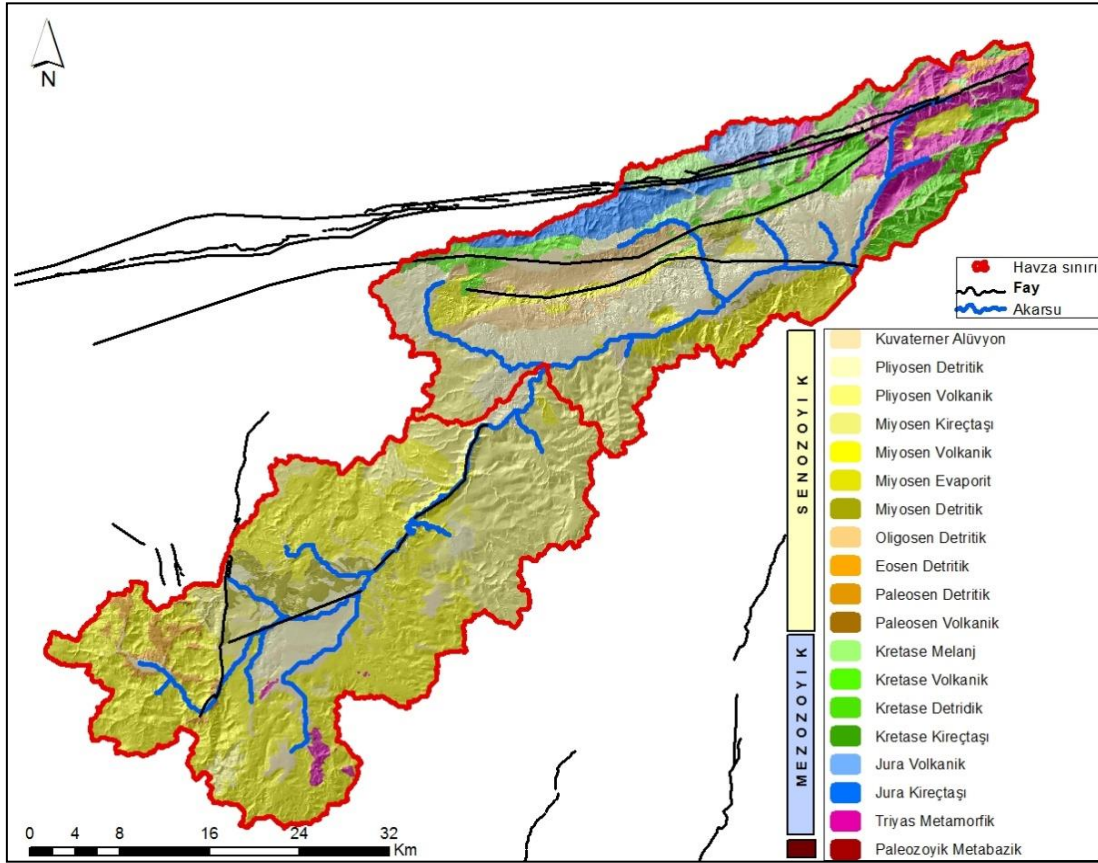 N
Havza sınırı
Fay
Akarsu
SENOZOYIK
Kuvaterner Alüvyon
Pliyosen Detritik
Pliyosen Volkanik
Miyosen Kireçtaşı
Miyosen Volkanik
Miyosen Evaporit
Miyosen Detritik
Oligosen Detritik
Eosen Detritik
Paleosen Detritik
Paleosen Volkanik
MEZOZOYIK
Kretase Melanj
Kretase Volkanik
Kretase Detridik
Kretase Kireçtaşı
Jura Volkanik
Jura Kireçtaşı
Triyas Metamorfik
Paleozoyik Metabazik
0 4 8 16 24 32
Km